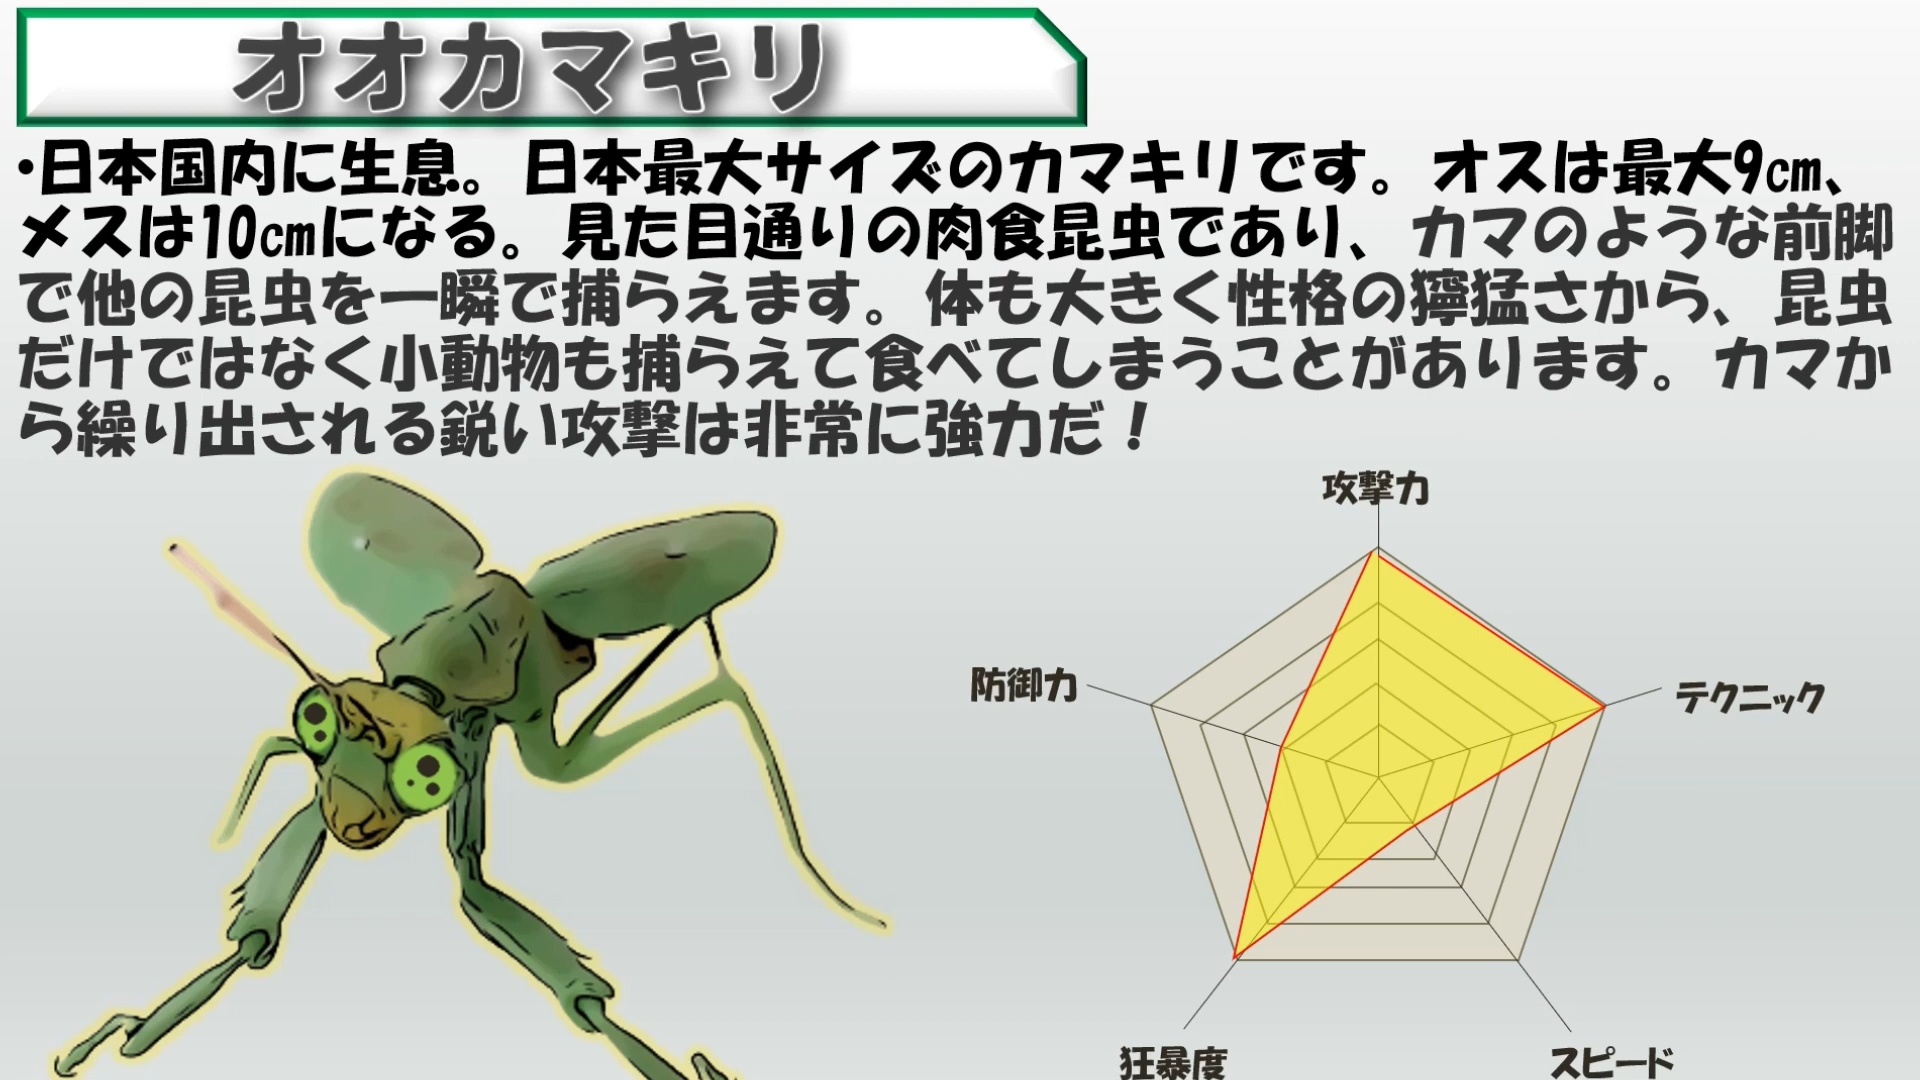 オオカマキリ
・日本国内に生息。日本最大サイズのカマキリです。オスは最大9㎝、
メスは10㎝になる。見た目通りの肉食昆虫であり、カマのような前脚
で他の昆虫を一瞬で捕らえます。体も大きく性格の獰猛さから、昆虫
だけではなく小動物も捕らえて食べてしまうことがあります。カマか
ら繰り出される鋭い攻撃は非常に強力だ！
攻撃力
防御力
テクニック
狂暴度
スピード